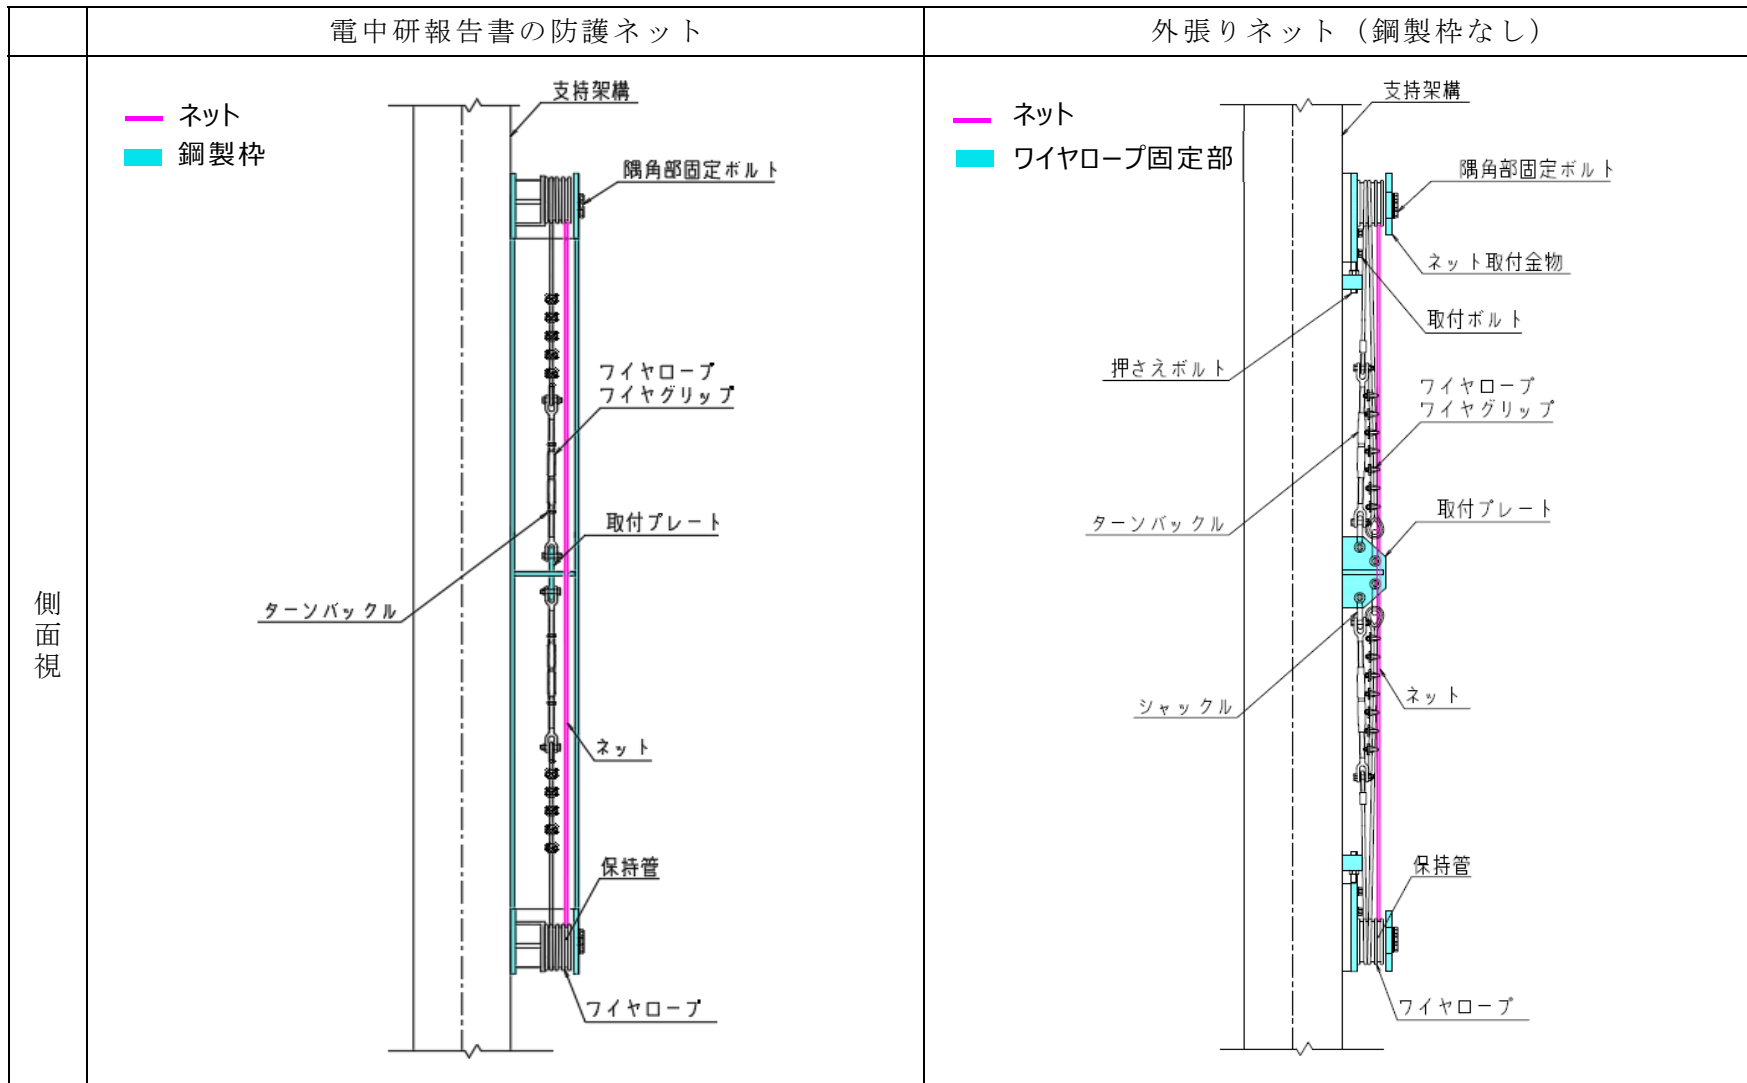 電中研報告書の防護ネット
外張りネット（鋼製枠なし）
側面視
ネット
鋼製枠
支持架構
隅角部固定ボルト
ワイヤロープ
ワイヤグリップ
取付プレート
ターンバックル
ネット
保持管
ワイヤロープ
ネット
ワイヤロープ固定部
支持架構
隅角部固定ボルト
ネット取付金物
取付ボルト
押さえボルト
ワイヤロープ
ワイヤグリップ
取付プレート
ターンバックル
シャックル
ネット
保持管
ワイヤロープ